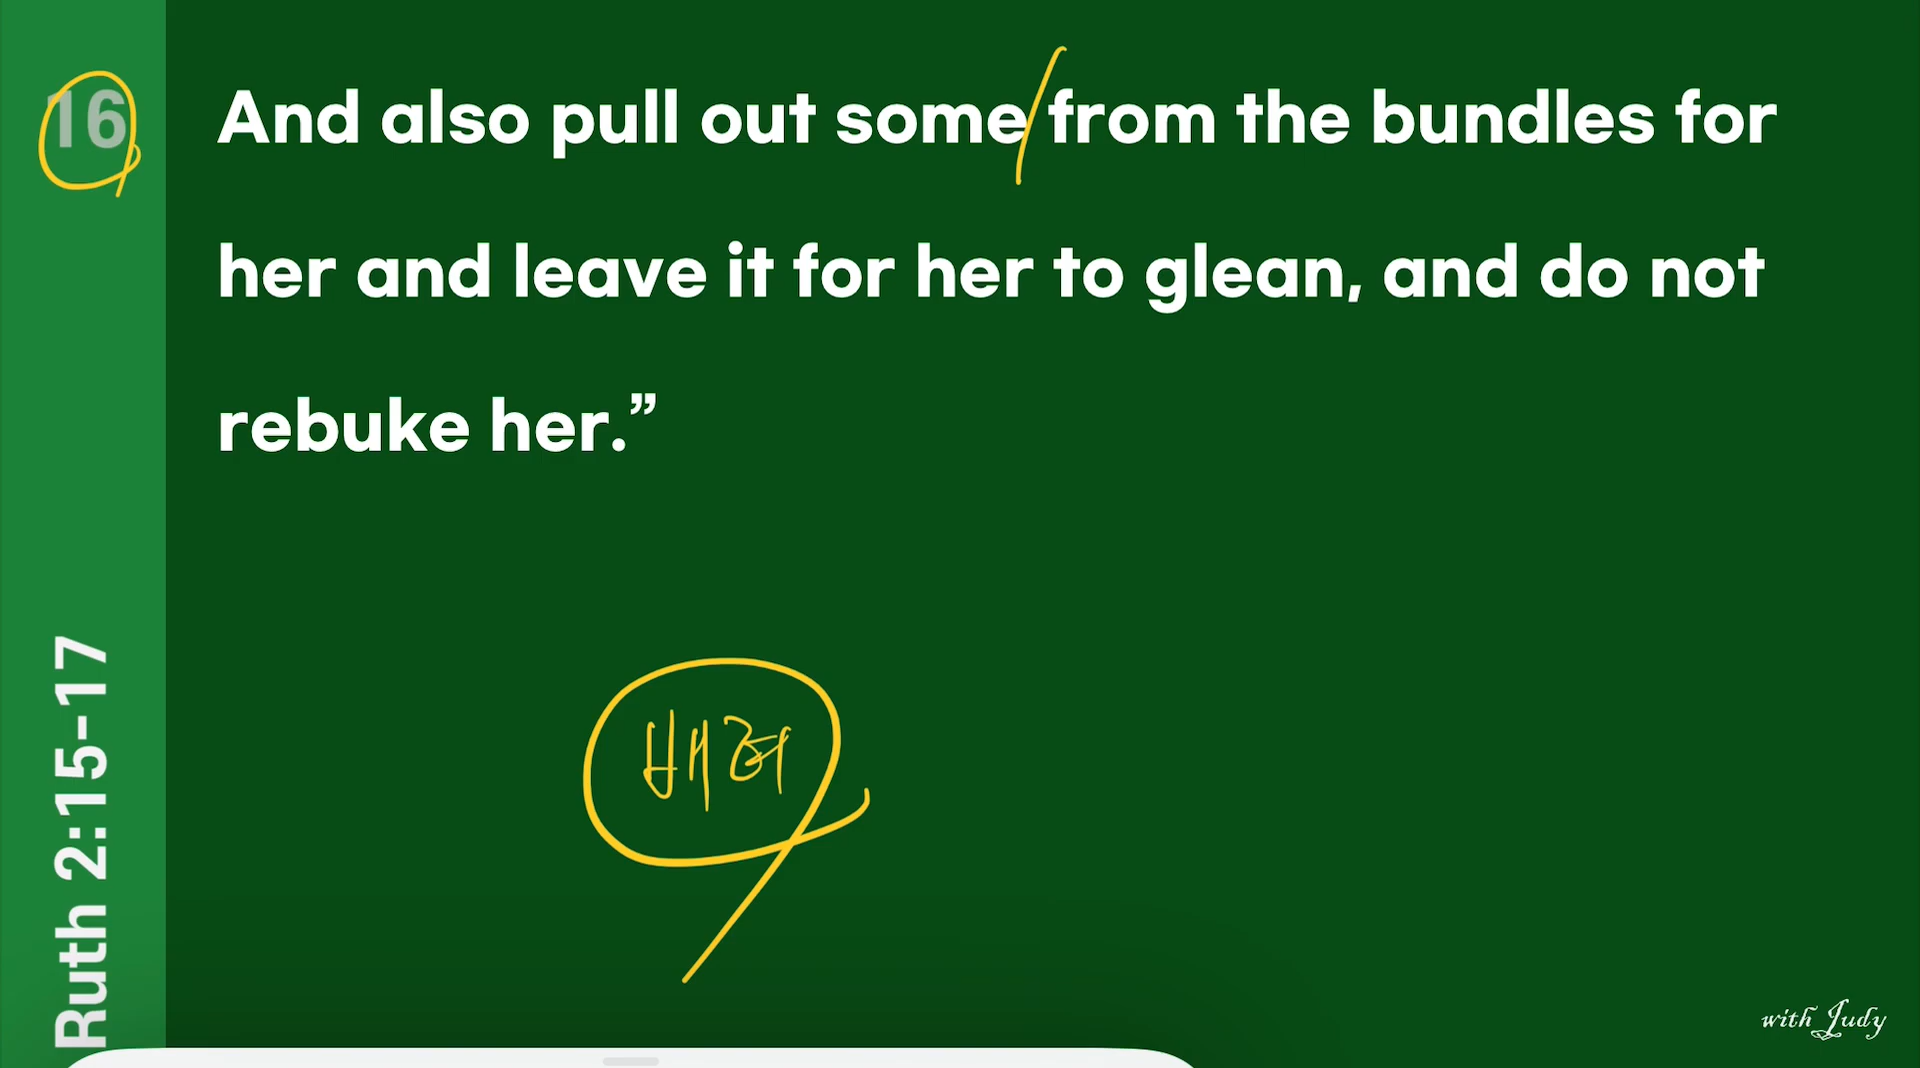 16
And also pull out some from the bundles for
her and leave it for her to glean, and do not
rebuke her.”
배려
Ruth 2:15-17
with Judy